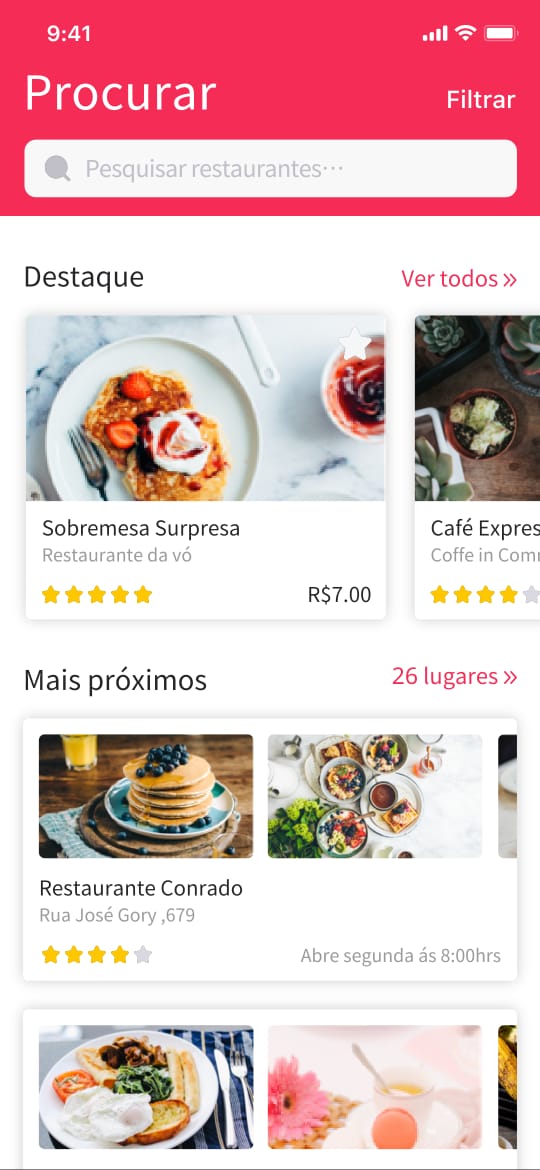 9:41
Procurar
Filtrar
Pesquisar restaurantes···
Destaque
Ver todos »
Sobremesa Surpresa
Restaurante da vó
R$7.00
Café Expres
Coffe in Com
Mais próximos
26 lugares »
Restaurante Conrado
Rua José Gory ,679
Abre segunda ás 8:00hrs